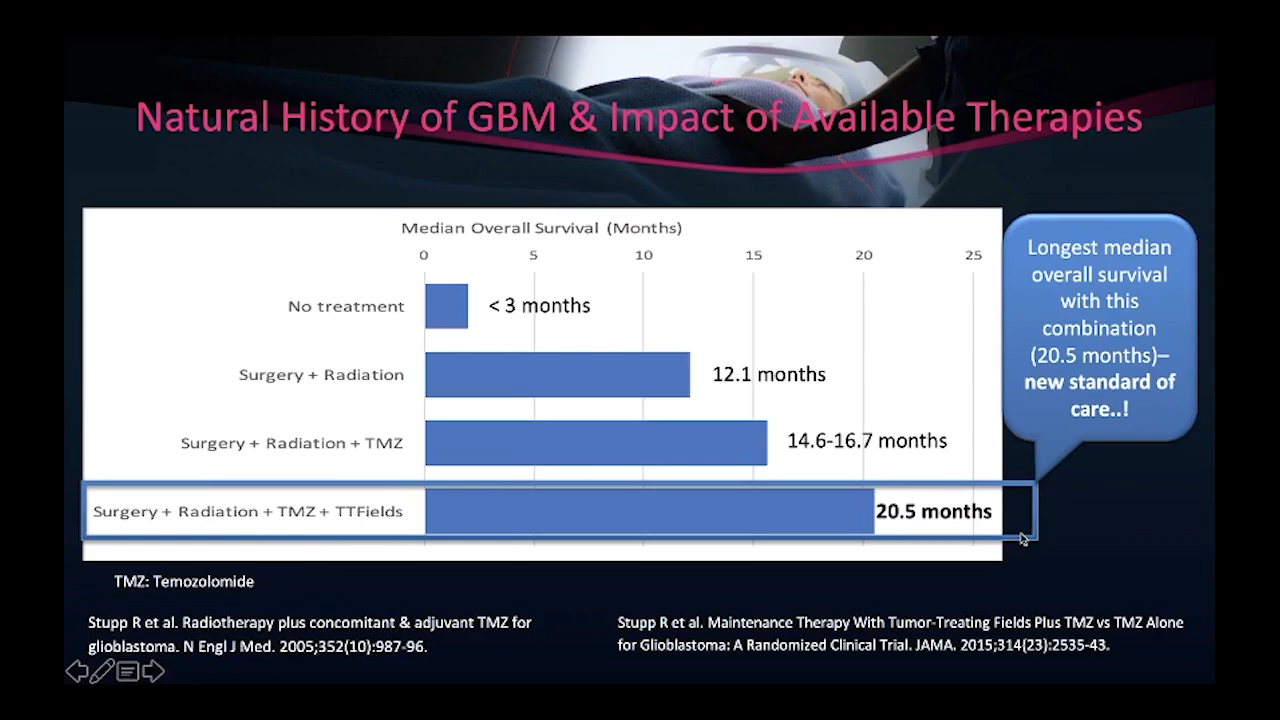 Natural History of GBM & Impact of Available Therapies
Median Overall Survival (Months)
0 5 10 15 20 25
No treatment < 3 months
Surgery + Radiation 12.1 months
Surgery + Radiation + TMZ 14.6-16.7 months
Surgery + Radiation + TMZ + TTFields 20.5 months
Longest median
overall survival
with this
combination
(20.5 months)–
new standard of
care..!
TMZ: Temozolomide
Stupp R et al. Radiotherapy plus concomitant & adjuvant TMZ for
glioblastoma. N Engl J Med. 2005;352(10):987-96.
Stupp R et al. Maintenance Therapy With Tumor-Treating Fields Plus TMZ vs TMZ Alone
for Glioblastoma: A Randomized Clinical Trial. JAMA. 2015;314(23):2535-43.